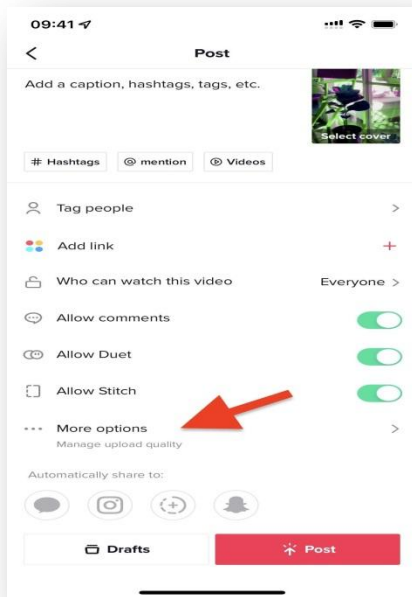 09:41
Post
Add a caption, hashtags, tags, etc.
Select cover
# Hashtags @ mention Videos
Tag people
Add link
Who can watch this video Everyone
Allow comments
Allow Duet
Allow Stitch
More options
Manage upload quality
Automatically share to:
Drafts Post